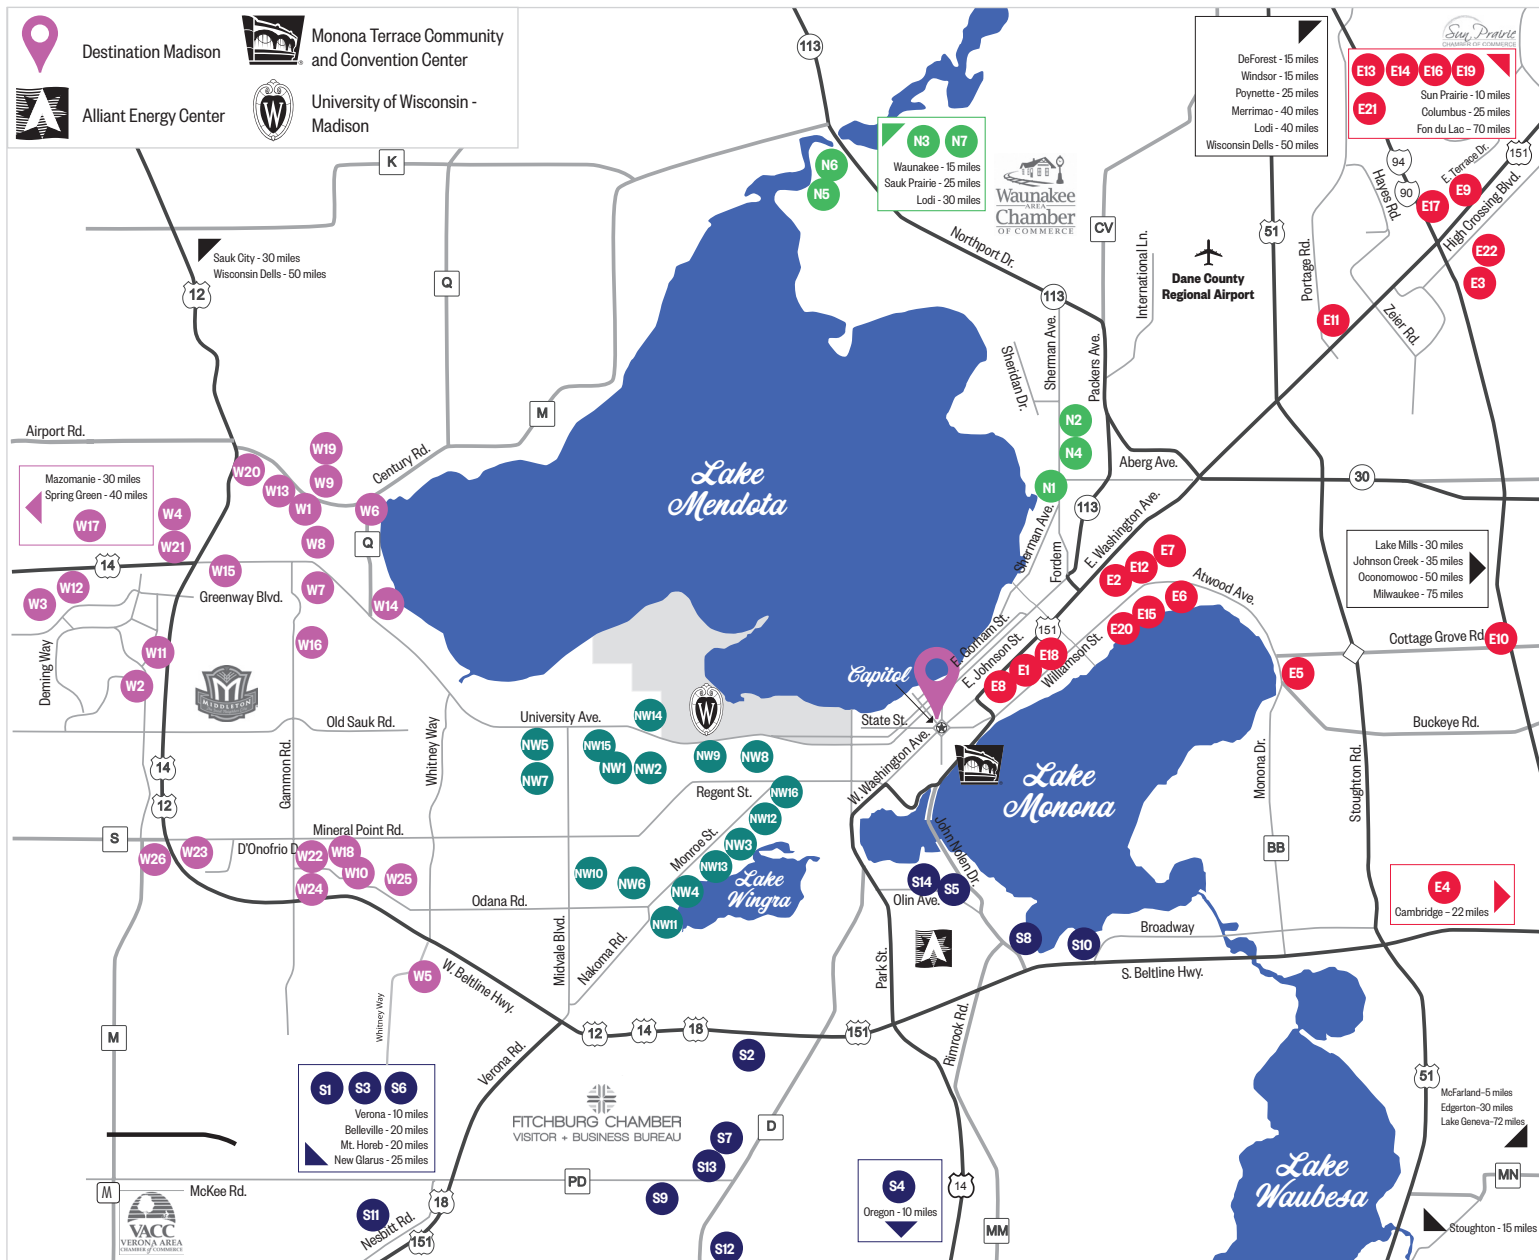 Destination Madison
Monona Terrace Community
and Convention Center
Alliant Energy Center
University of Wisconsin -
Madison
W
113
K
Q
M
12
Sauk City - 30 miles
Wisconsin Dells - 50 miles
N6
N5
N3
N7
Waunakee - 15 miles
Sauk Prairie - 25 miles
Lodi - 30 miles
Waunakee
AREA
Chamber
OF COMMERCE
DeForest - 15 miles
Windsor - 15 miles
Poynette - 25 miles
Merrimac - 40 miles
Lodi - 40 miles
Wisconsin Dells - 50 miles
Sun Prairie
CHAMBER OF COMMERCE
E13
E14
E16
E19
E21
Sun Prairie - 10 miles
Columbus - 25 miles
Fon du Lac – 70 miles
151
94
90
E. Terrace Dr.
Hayes Rd.
E17
E9
High Crossing Blvd.
E22
E3
CV
51
Northport Dr.
International Ln.
Dane County
Regional Airport
Portage Rd.
E11
Zeier Rd.
113
Sherman Ave.
Sheridan Dr.
Packers Ave.
N2
N4
N1
Aberg Ave.
30
113
Airport Rd.
Century Rd.
W19
W20
W9
W13
W1
W6
Mazomanie - 30 miles
Spring Green - 40 miles
W17
W4
W21
W8
Q
14
W15
W12
W3
Greenway Blvd.
W7
W14
W16
W11
W2
Deming Way
M
MIDDLETON
Lake
Mendota
Sherman Ave.
Fordem
E. Washington Ave.
E7
E12
E2
Atwood Ave.
E6
E15
E20
151
E. Gorham St.
E. Johnson St.
Williamson St.
E18
E1
E8
Capitol
State St.
W. Washington Ave.
Lake Mills - 30 miles
Johnson Creek - 35 miles
Oconomowoc - 50 miles
Milwaukee - 75 miles
Cottage Grove Rd.
E10
E5
Buckeye Rd.
Old Sauk Rd.
Gammon Rd.
Whitney Way
University Ave.
NW14
W
NW5
NW15
NW7
NW1
NW2
NW9
NW8
Regent St.
NW16
NW12
Monroe St.
NW3
NW13
NW10
NW6
NW4
NW11
Lake
Wingra
Lake
Monona
Monona Dr.
Stoughton Rd.
BB
14
12
S
Mineral Point Rd.
D'Onofrio D
W26
W23
W22
W18
W10
W25
W24
Odana Rd.
Midvale Blvd.
Nakoma Rd.
W5
W. Beltline Hwy.
Whitney Way
John Nolen Dr.
S14
S5
Olin Ave.
S8
S10
Broadway
S. Beltline Hwy.
Park St.
Rimrock Rd.
E4
Cambridge – 22 miles
M
12
14
18
151
Verona Rd.
S2
S1
S3
S6
Verona - 10 miles
Belleville - 20 miles
Mt. Horeb - 20 miles
New Glarus - 25 miles
FITCHBURG CHAMBER
VISITOR + BUSINESS BUREAU
D
S7
S13
S9
S12
PD
M
McKee Rd.
VACC
VERONA AREA
CHAMBER of COMMERCE
S11
Nesbitt Rd.
18
151
S4
Oregon - 10 miles
14
MM
51
McFarland–5 miles
Edgerton–30 miles
Lake Geneva–72 miles
Lake
Waubesa
MN
Stoughton - 15 miles